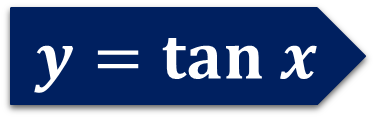 y = tan x